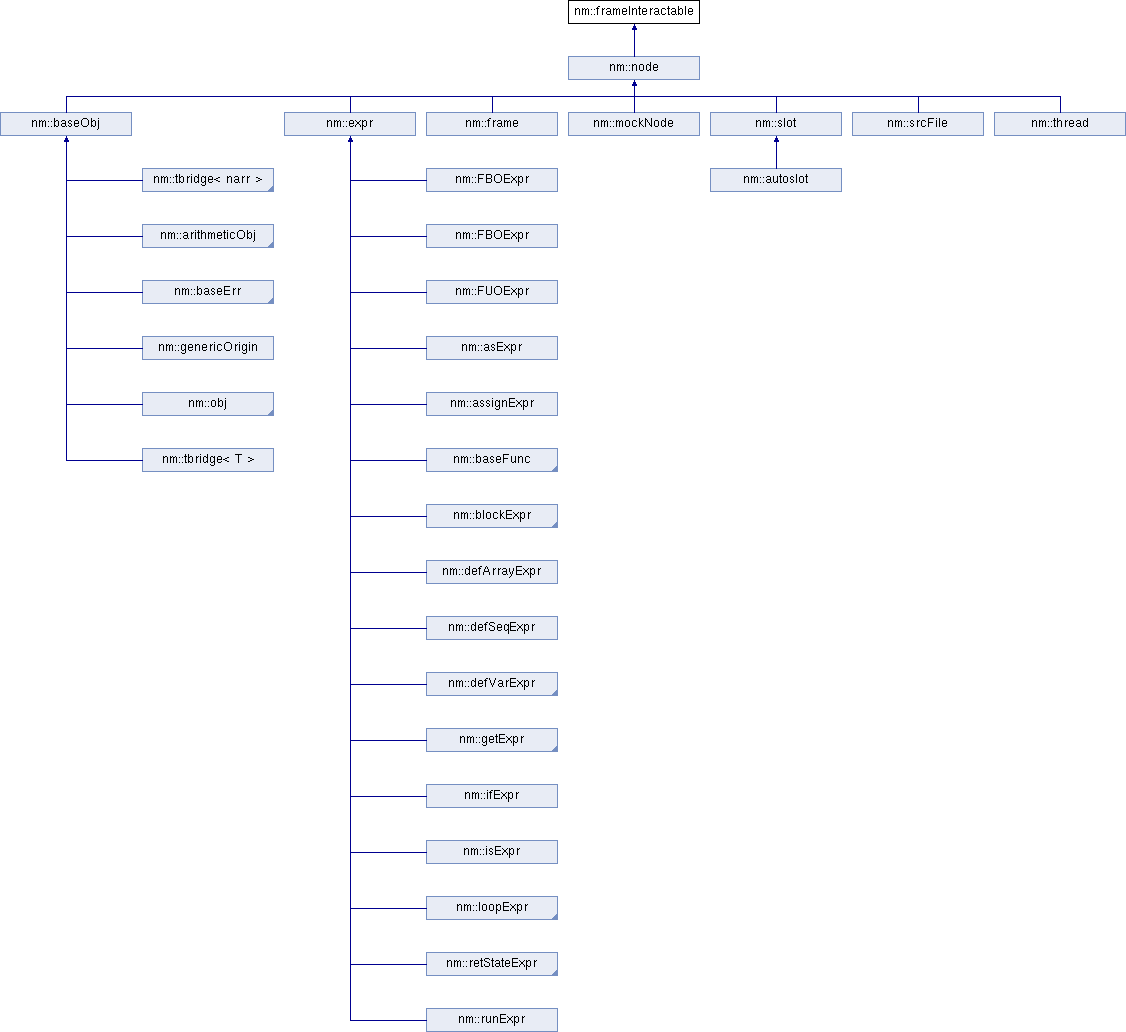 nm::frameInteractable
nm::node
nm::baseObj
nm::expr
nm::frame
nm::mockNode
nm::slot
nm::srcFile
nm::thread
nm::tbridge< narr >
nm::arithmeticObj
nm::baseErr
nm::genericOrigin
nm::obj
nm::tbridge< T >
nm::FBOExpr
nm::FBOExpr
nm::FUOExpr
nm::asExpr
nm::assignExpr
nm::baseFunc
nm::blockExpr
nm::defArrayExpr
nm::defSeqExpr
nm::defVarExpr
nm::getExpr
nm::ifExpr
nm::isExpr
nm::loopExpr
nm::retStateExpr
nm::runExpr
nm::autoslot